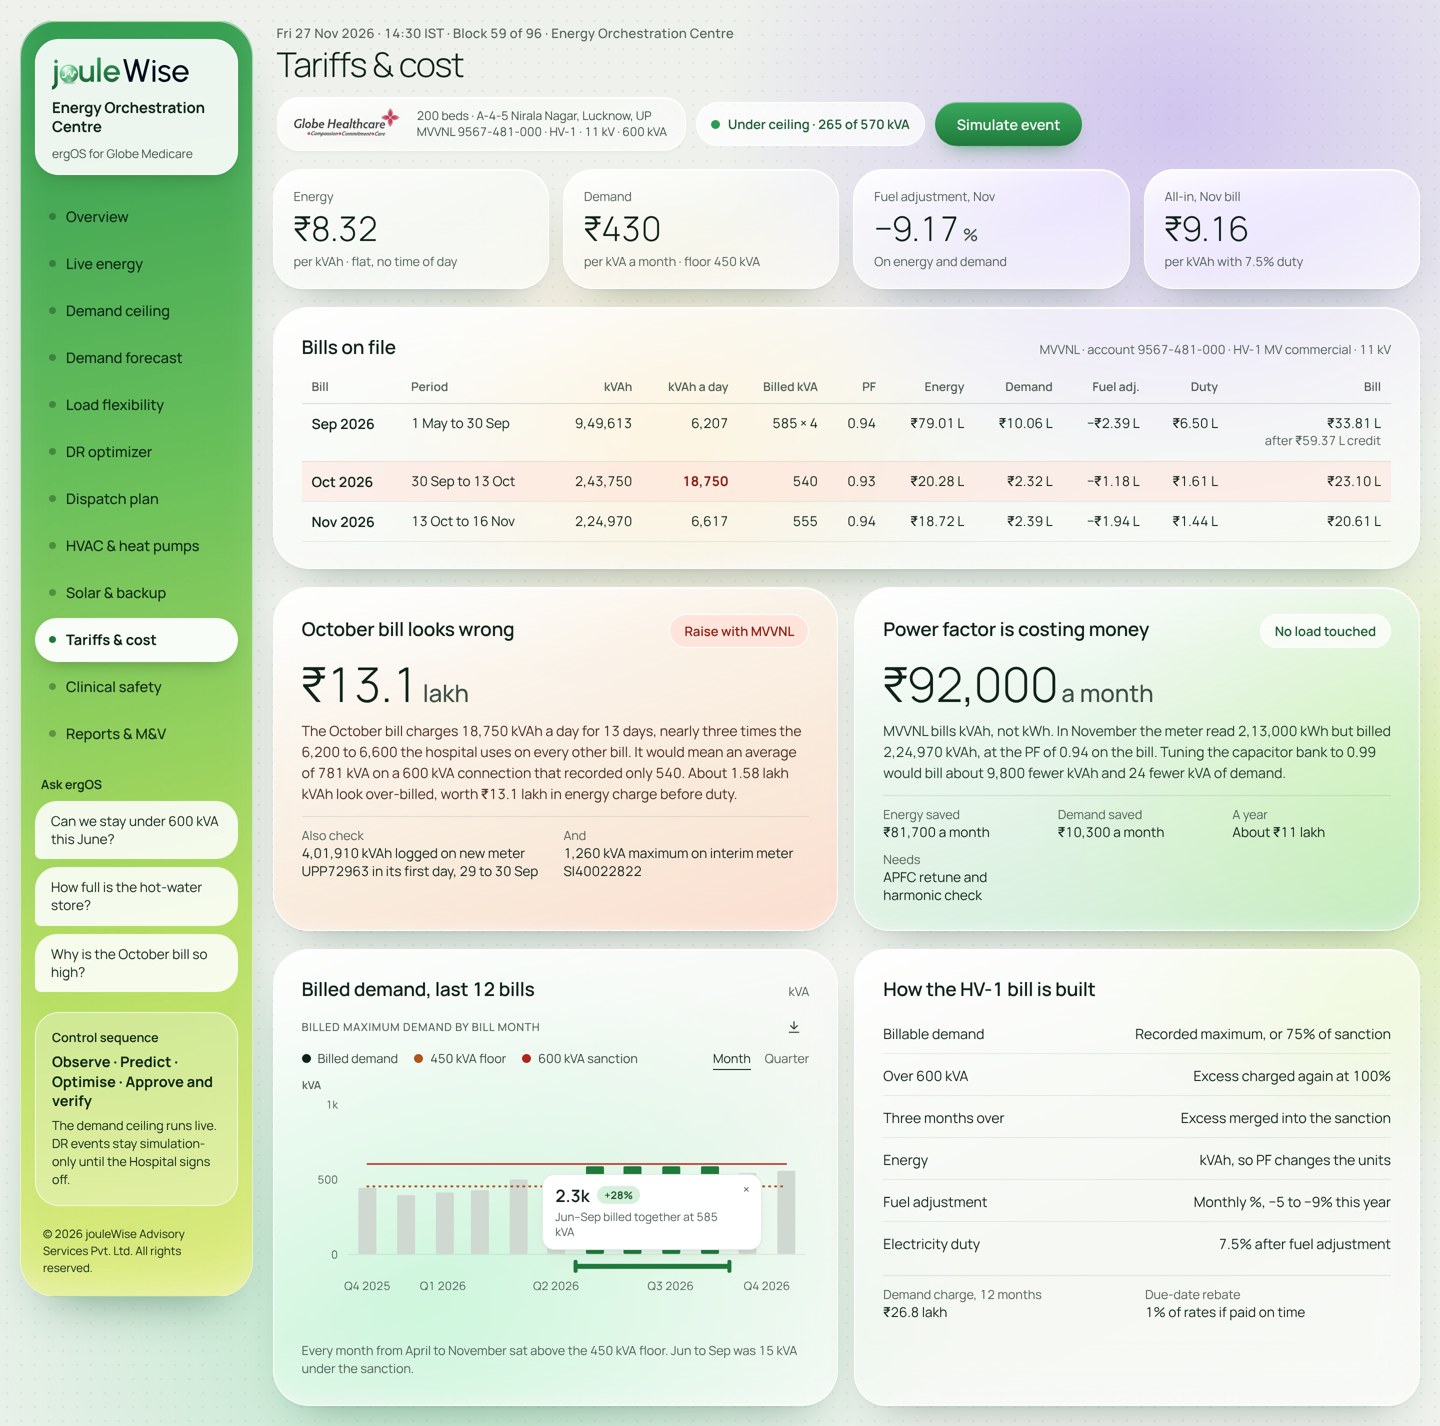 jouleWise
Energy Orchestration
Centre
ergOS for Globe Medicare
Overview
Live energy
Demand ceiling
Demand forecast
Load flexibility
DR optimizer
Dispatch plan
HVAC & heat pumps
Solar & backup
Tariffs & cost
Clinical safety
Reports & M&V
Ask ergOS
Can we stay under 600 kVA
this June?
How full is the hot-water
store?
Why is the October bill so
high?
Control sequence
Observe · Predict ·
Optimise · Approve and
verify
The demand ceiling runs live.
DR events stay simulation-
only until the Hospital signs
off.
© 2026 jouleWise Advisory
Services Pvt. Ltd. All rights
reserved.
Fri 27 Nov 2026 · 14:30 IST · Block 59 of 96 · Energy Orchestration Centre
Tariffs & cost
Globe Healthcare
Compassion Commitment Care
200 beds · A-4-5 Nirala Nagar, Lucknow, UP
MVVNL 9567-481-000 · HV-1 · 11 kV · 600 kVA
Under ceiling · 265 of 570 kVA
Simulate event
Energy
₹8.32
per kVAh · flat, no time of day
Demand
₹430
per kVA a month · floor 450 kVA
Fuel adjustment, Nov
−9.17 %
On energy and demand
All-in, Nov bill
₹9.16
per kVAh with 7.5% duty
Bills on file
MVVNL · account 9567-481-000 · HV-1 MV commercial · 11 kV
Bill Period kVAh kVAh a day Billed kVA PF Energy Demand Fuel adj. Duty Bill
Sep 2026 1 May to 30 Sep 9,49,613 6,207 585 × 4 0.94 ₹79.01 L ₹10.06 L −₹2.39 L ₹6.50 L ₹33.81 L
after ₹59.37 L credit
Oct 2026 30 Sep to 13 Oct 2,43,750 18,750 540 0.93 ₹20.28 L ₹2.32 L −₹1.18 L ₹1.61 L ₹23.10 L
Nov 2026 13 Oct to 16 Nov 2,24,970 6,617 555 0.94 ₹18.72 L ₹2.39 L −₹1.94 L ₹1.44 L ₹20.61 L
October bill looks wrong
Raise with MVVNL
₹13.1 lakh
The October bill charges 18,750 kVAh a day for 13 days, nearly three times the
6,200 to 6,600 the hospital uses on every other bill. It would mean an average
of 781 kVA on a 600 kVA connection that recorded only 540. About 1.58 lakh
kVAh look over-billed, worth ₹13.1 lakh in energy charge before duty.
Also check
4,01,910 kVAh logged on new meter
UPP72963 in its first day, 29 to 30 Sep
And
1,260 kVA maximum on interim meter
SI40022822
Power factor is costing money
No load touched
₹92,000 a month
MVVNL bills kVAh, not kWh. In November the meter read 2,13,000 kWh but billed
2,24,970 kVAh, at the PF of 0.94 on the bill. Tuning the capacitor bank to 0.99
would bill about 9,800 fewer kVAh and 24 fewer kVA of demand.
Energy saved
₹81,700 a month
Demand saved
₹10,300 a month
A year
About ₹11 lakh
Needs
APFC retune and
harmonic check
Billed demand, last 12 bills
kVA
BILLED MAXIMUM DEMAND BY BILL MONTH
Billed demand
450 kVA floor
600 kVA sanction
Month
Quarter
kVA
1k
500
0
2.3k +28% ×
Jun–Sep billed together at 585
kVA
Q4 2025 Q1 2026 Q2 2026 Q3 2026 Q4 2026
Every month from April to November sat above the 450 kVA floor. Jun to Sep was 15 kVA
under the sanction.
How the HV-1 bill is built
Billable demand Recorded maximum, or 75% of sanction
Over 600 kVA Excess charged again at 100%
Three months over Excess merged into the sanction
Energy kVAh, so PF changes the units
Fuel adjustment Monthly %, −5 to −9% this year
Electricity duty 7.5% after fuel adjustment
Demand charge, 12 months
₹26.8 lakh
Due-date rebate
1% of rates if paid on time